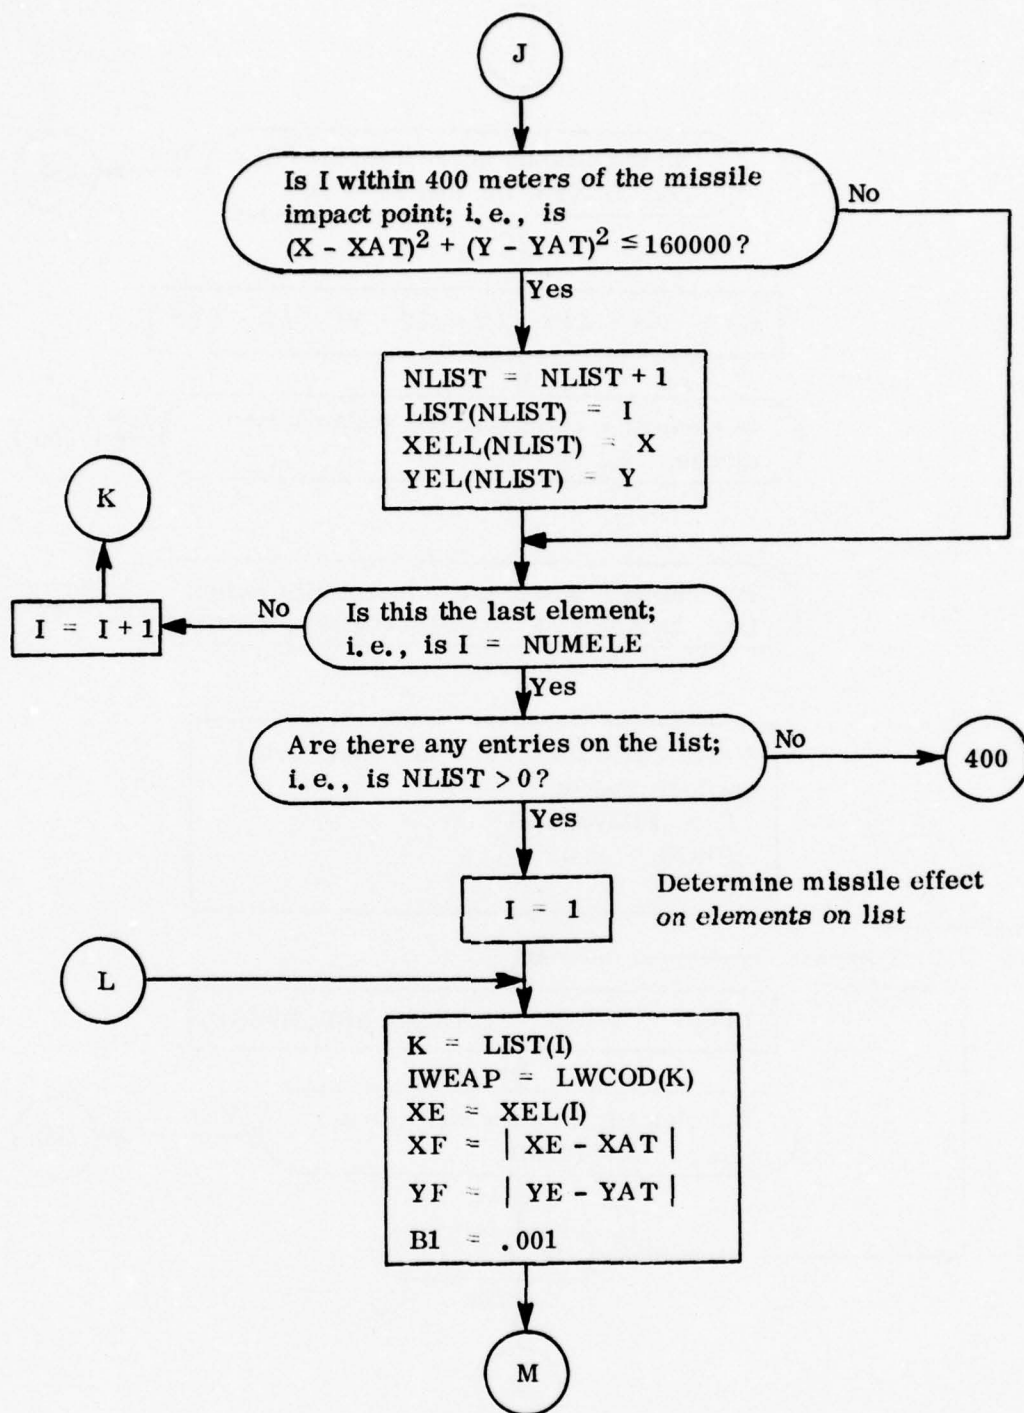 J
Is I within 400 meters of the missile
impact point; i.e., is
(X - XAT)² + (Y - YAT)² ≤ 160000?
No
Yes
NLIST = NLIST + 1
LIST(NLIST) = I
XELL(NLIST) = X
YEL(NLIST) = Y
K
I = I + 1
No
Is this the last element;
i.e., is I = NUMELE
Yes
Are there any entries on the list;
i.e., is NLIST > 0?
No
400
Yes
I = 1
Determine missile effect
on elements on list
L
K = LIST(I)
IWEAP = LWCOD(K)
XE = XEL(I)
XF = | XE - XAT |
YF = | YE - YAT |
B1 = .001
M